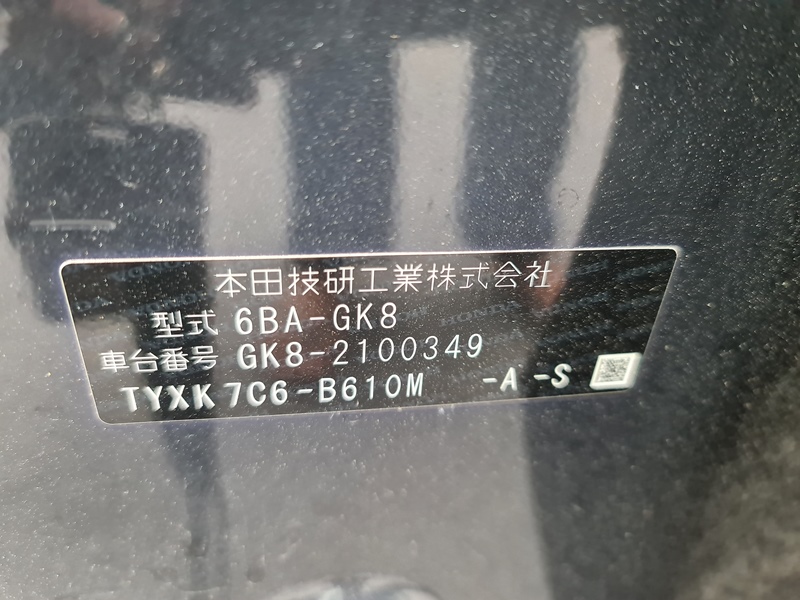 本田技研工業株式会社
型式 6BA-GK8
車台番号 GK8-2100349
TYXK7C6-B610M -A -S